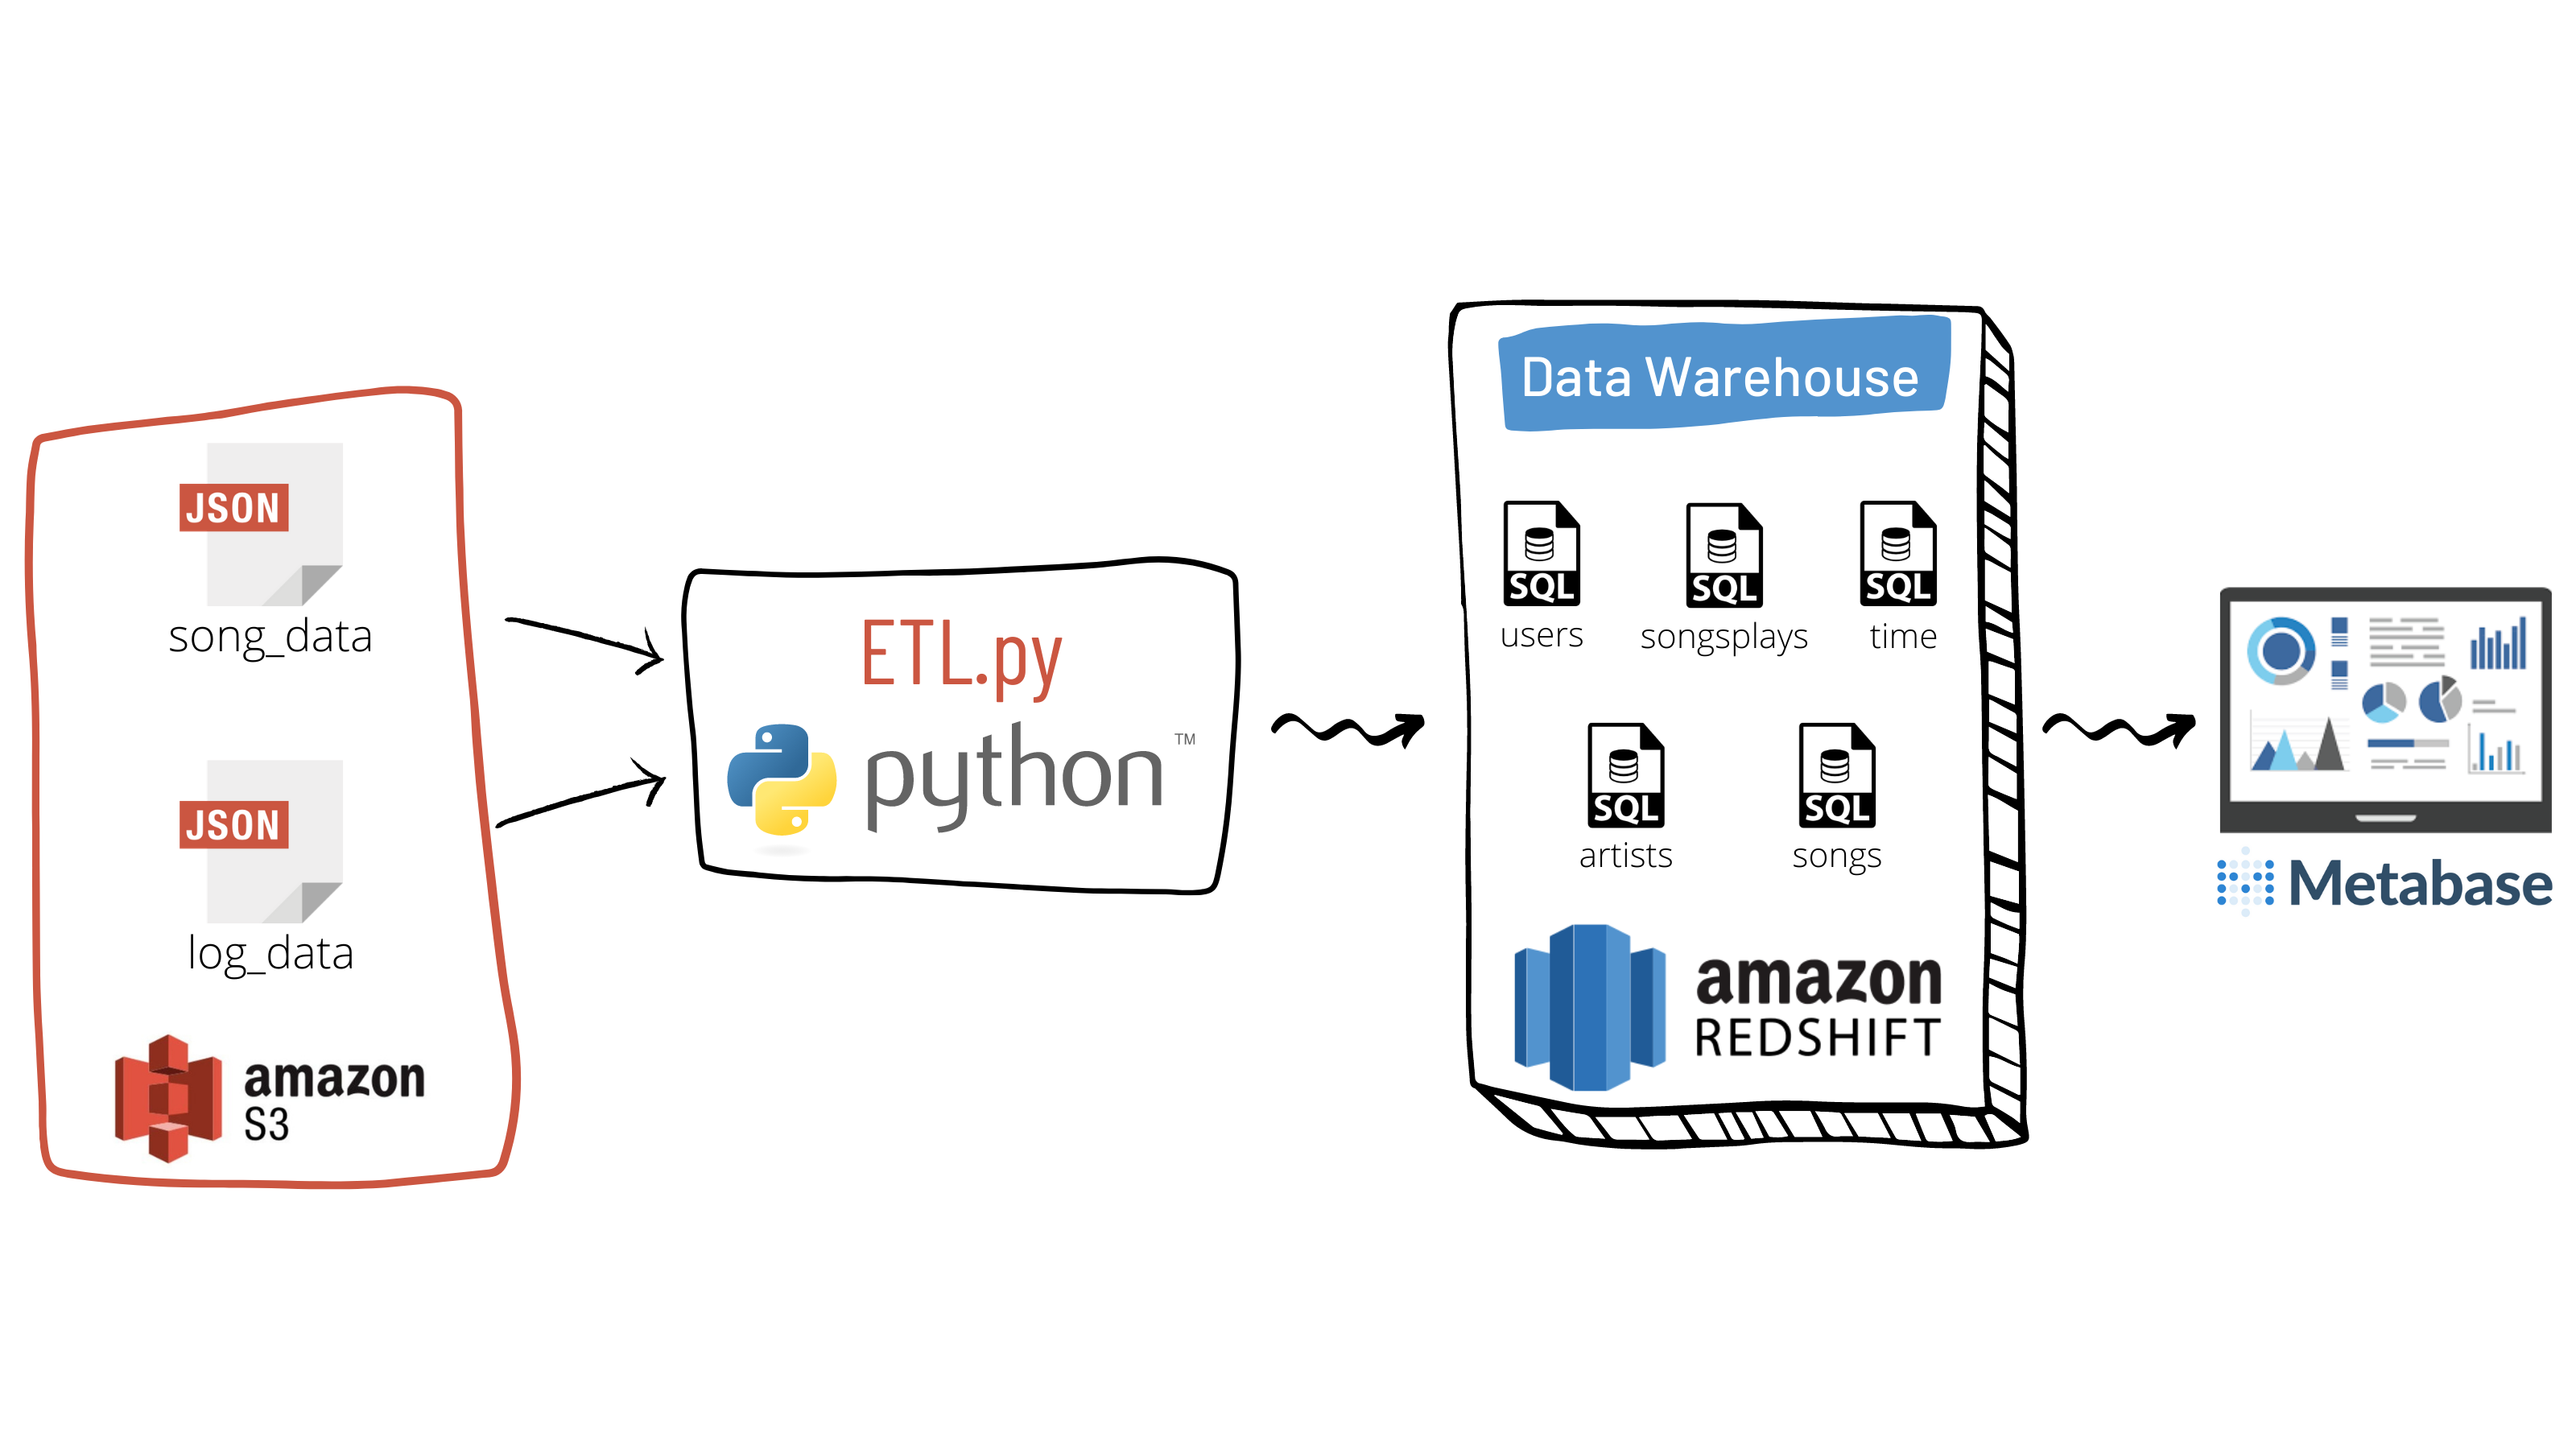 JSON
song_data
JSON
log_data
amazon
S3
ETL.py
python™
Data Warehouse
SQL
users
SQL
songsplays
SQL
time
SQL
artists
SQL
songs
amazon
REDSHIFT
Metabase